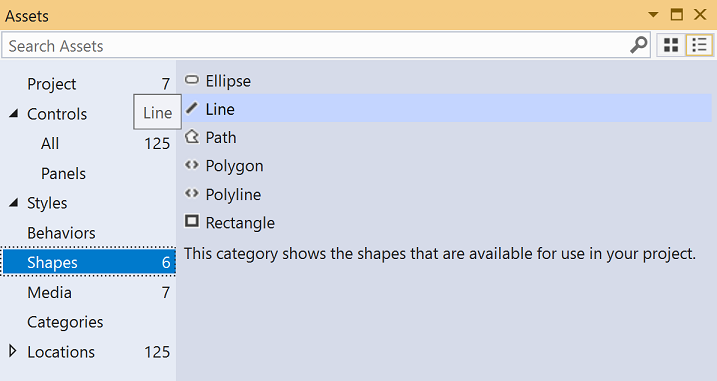 Assets
Search Assets
Project 7
Controls
Line
All 125
Panels
Styles
Behaviors
Shapes 6
Media 7
Categories
Locations 125
Ellipse
Line
Path
Polygon
Polyline
Rectangle
This category shows the shapes that are available for use in your project.